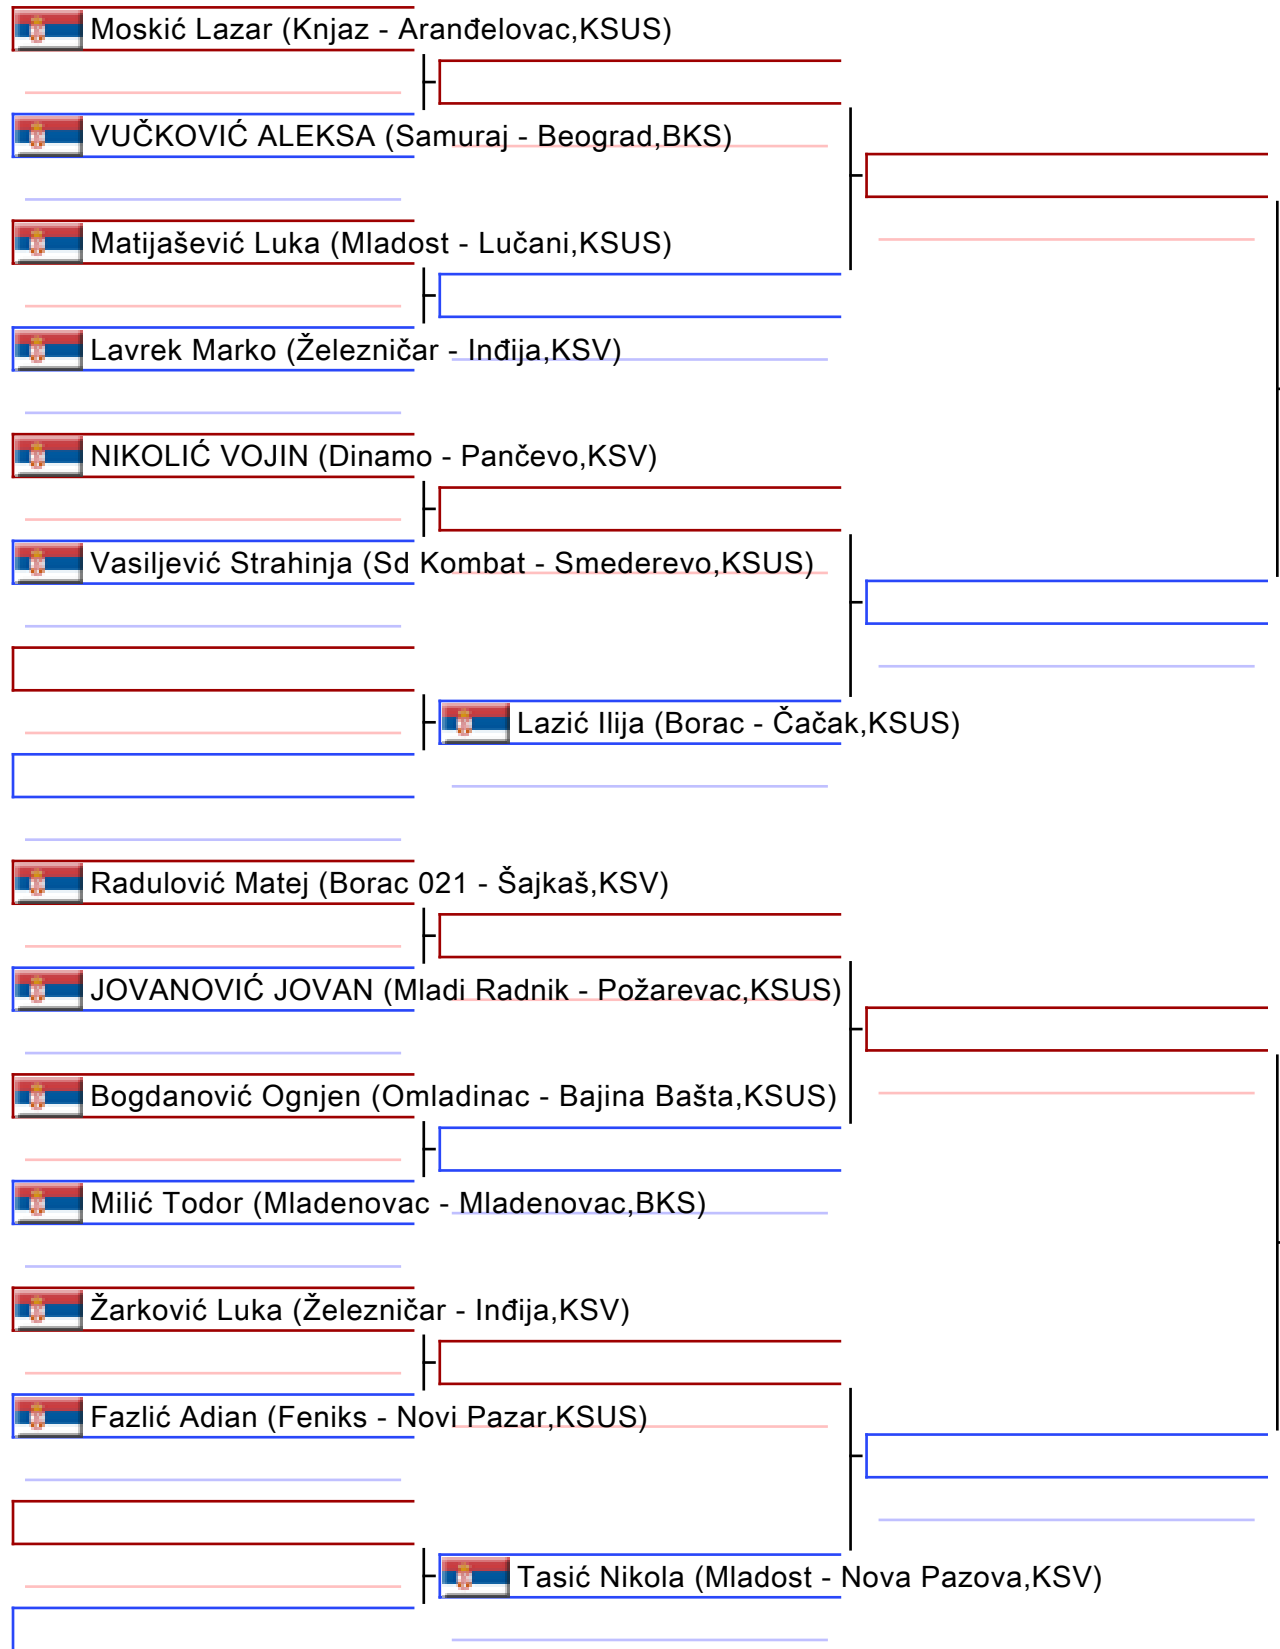 Moskić Lazar (Knjaz - Aranđelovac,KSUS)
VUČKOVIĆ ALEKSA (Samuraj - Beograd,BKS)
Matijašević Luka (Mladost - Lučani,KSUS)
Lavrek Marko (Železničar - Inđija,KSV)
NIKOLIĆ VOJIN (Dinamo - Pančevo,KSV)
Vasiljević Strahinja (Sd Kombat - Smederevo,KSUS)
Lazić Ilija (Borac - Čačak,KSUS)
Radulović Matej (Borac 021 - Šajkaš,KSV)
JOVANOVIĆ JOVAN (Mladi Radnik - Požarevac,KSUS)
Bogdanović Ognjen (Omladinac - Bajina Bašta,KSUS)
Milić Todor (Mladenovac - Mladenovac,BKS)
Žarković Luka (Železničar - Inđija,KSV)
Fazlić Adian (Feniks - Novi Pazar,KSUS)
Tasić Nikola (Mladost - Nova Pazova,KSV)